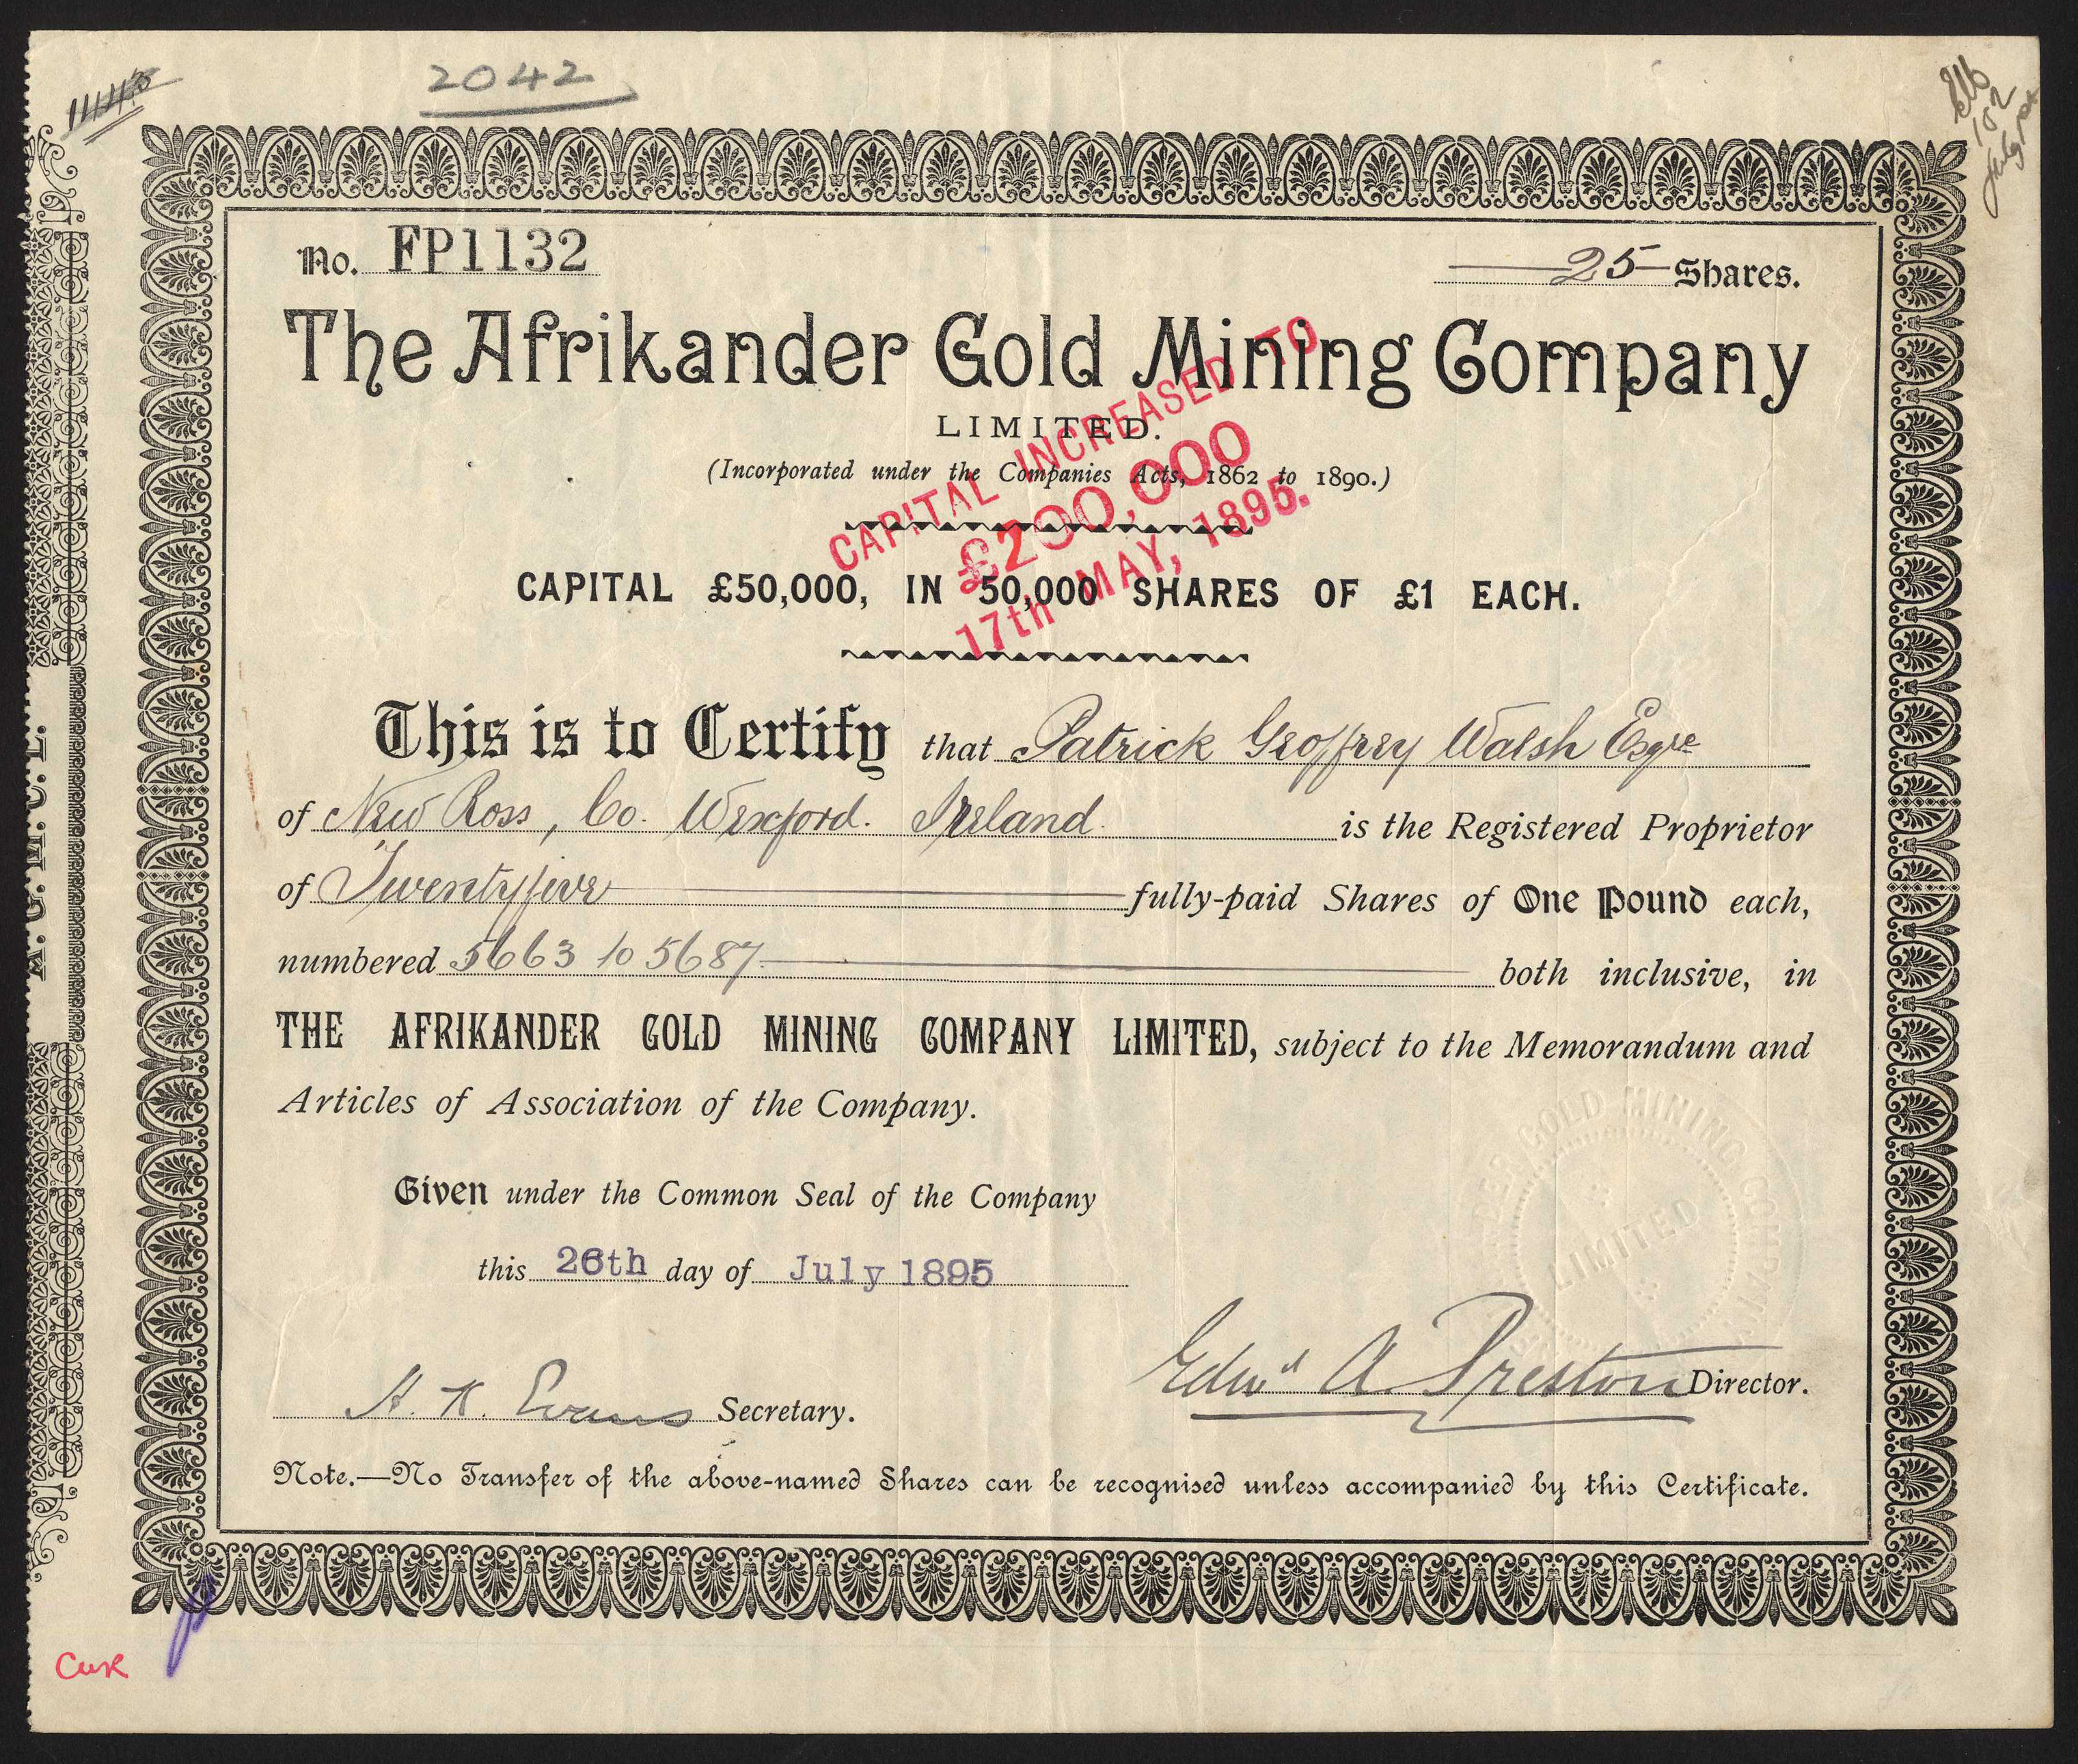 2042
No. FP1132
25 Shares.
The Afrikander Gold Mining Company
LIMITED.
(Incorporated under the Companies Acts, 1862 to 1890.)
CAPITAL INCREASED TO
£200,000
17th MAY, 1895.
CAPITAL £50,000, IN 50,000 SHARES OF £1 EACH.
This is to Certify that Patrick Geoffrey Walsh Esqre
of New Ross, Co. Wexford. Ireland. is the Registered Proprietor
of Twentyfive fully-paid Shares of One Pound each,
numbered 5663 to 5687. both inclusive, in
THE AFRIKANDER GOLD MINING COMPANY LIMITED, subject to the Memorandum and
Articles of Association of the Company.
Given under the Common Seal of the Company
this 26th day of July 1895
H. K. Evans Secretary.
Edwd A Preston Director.
Note.—No Transfer of the above-named Shares can be recognised unless accompanied by this Certificate.
A. G. M. C. L.
GOLD MINING COMPANY
LIMITED